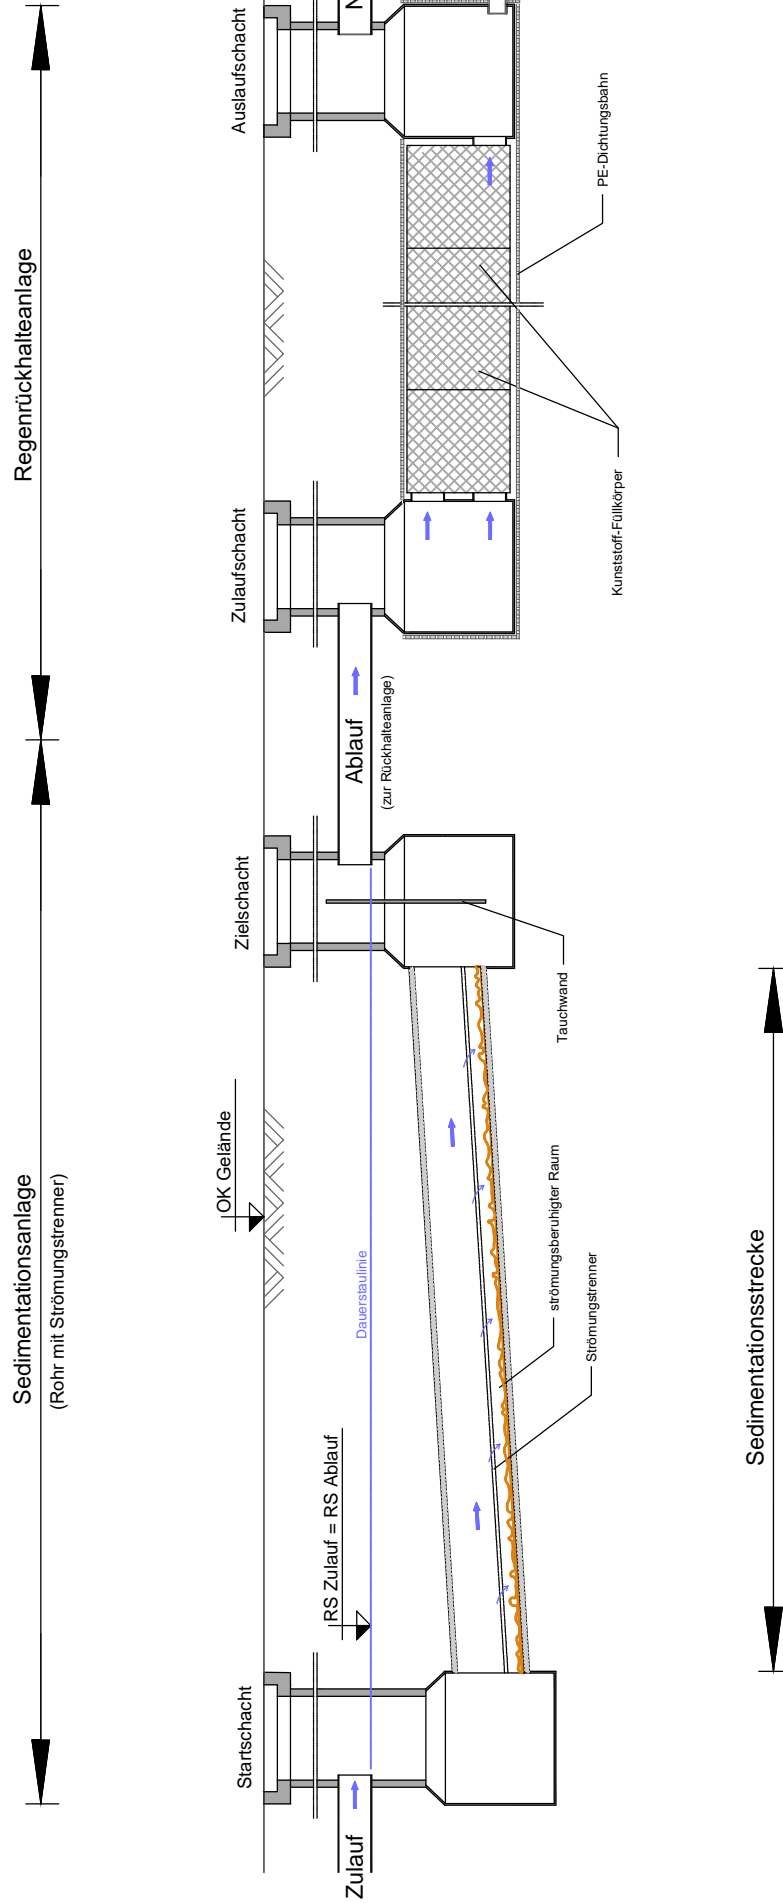 Sedimentationsanlage
(Rohr mit Strömungstrenner)
Regenrückhalteanlage
Startschacht
Zielschacht
Zulaufschacht
Auslaufschacht
OK Gelände
RS Zulauf = RS Ablauf
Dauerstaulinie
Zulauf
Ablauf
(zur Rückhalteanlage)
N
Tauchwand
strömungsberuhigter Raum
Strömungstrenner
Kunststoff-Füllkörper
PE-Dichtungsbahn
Sedimentationsstrecke